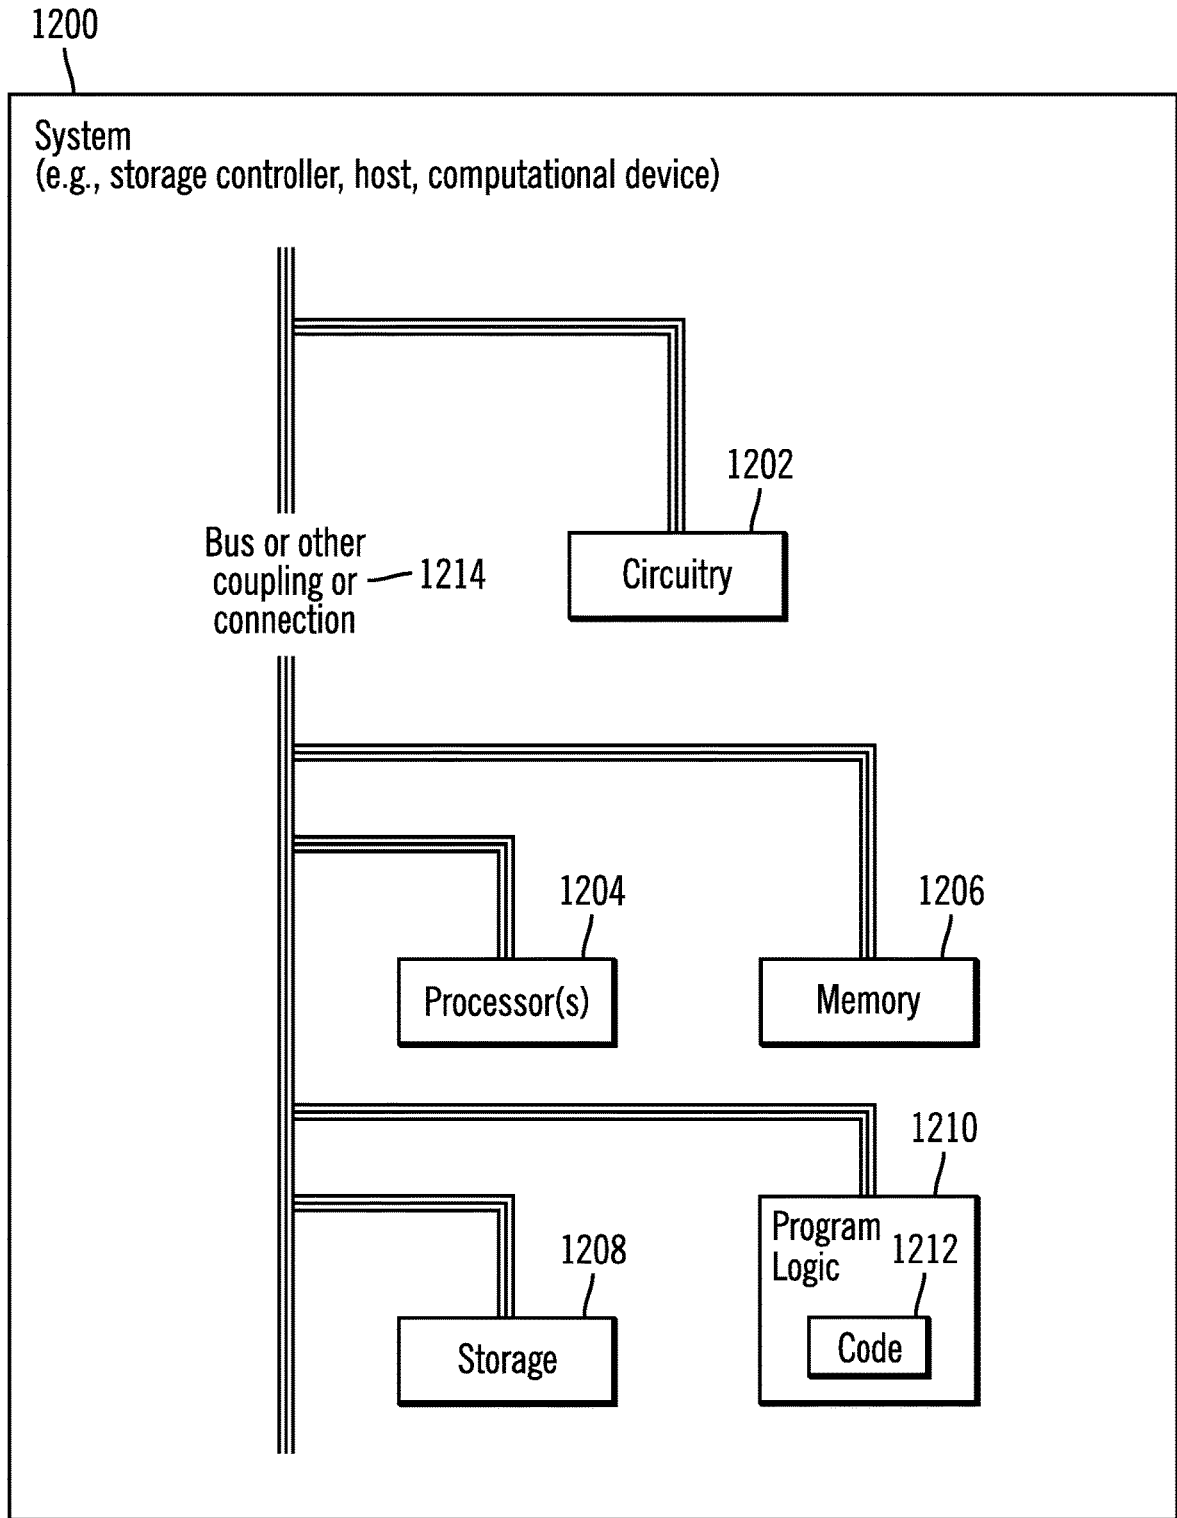 1200
System
(e.g., storage controller, host, computational device)
1202
Circuitry
Bus or other
coupling or
connection
1214
1204
Processor(s)
1206
Memory
1210
Program
Logic
1212
Code
1208
Storage